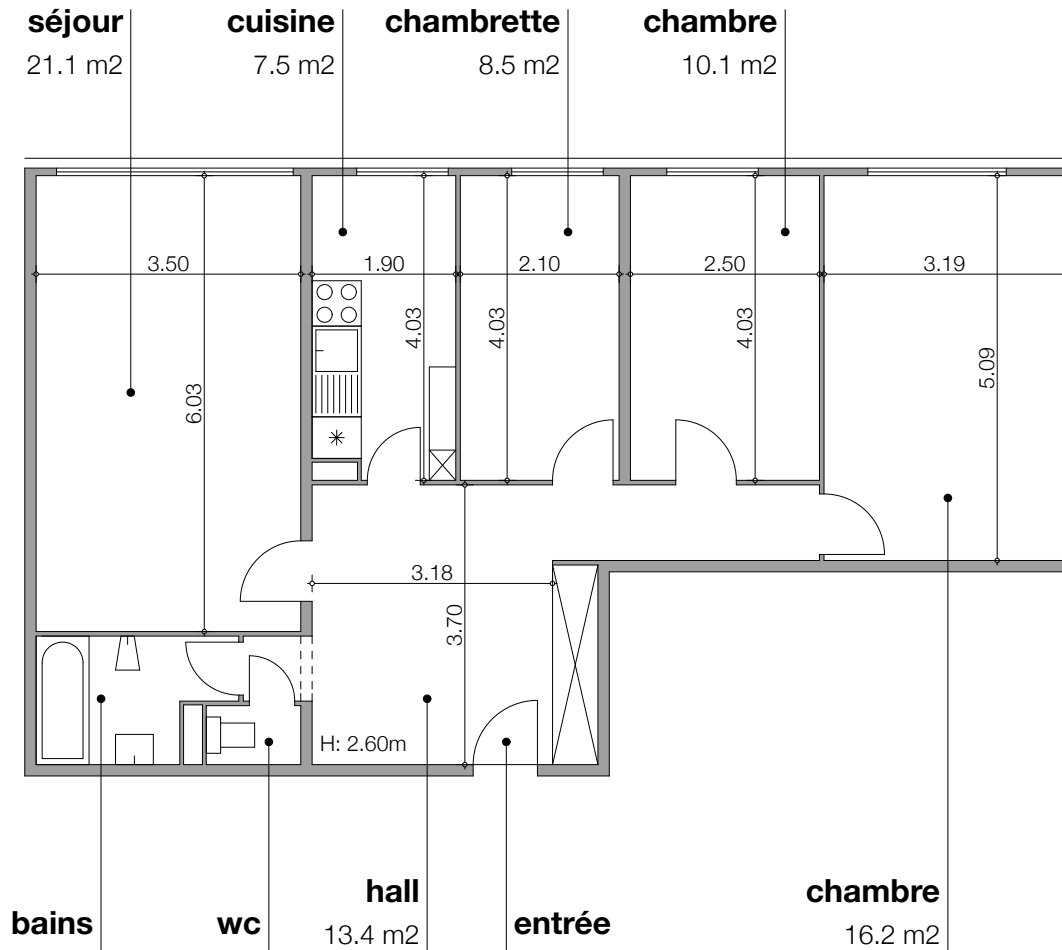 séjour
21.1 m2
cuisine
7.5 m2
chambrette
8.5 m2
chambre
10.1 m2
3.50
1.90
2.10
2.50
3.19
6.03
4.03
4.03
4.03
5.09
3.18
3.70
H: 2.60m
bains
wc
hall
13.4 m2
entrée
chambre
16.2 m2